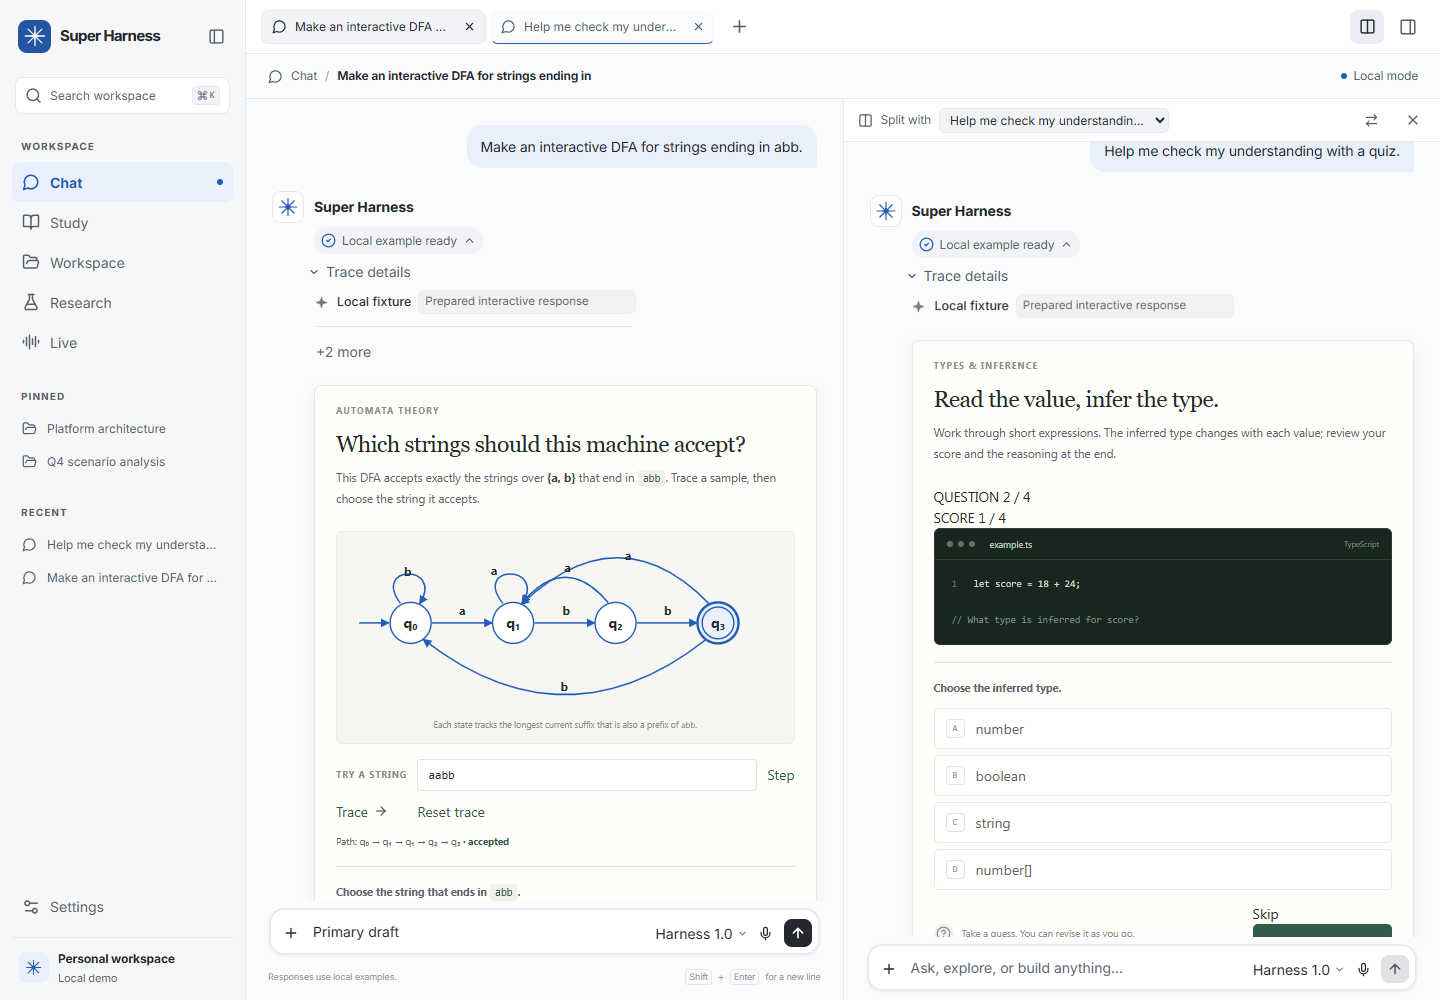 Super Harness
Search workspace
⌘K
WORKSPACE
Chat
Study
Workspace
Research
Live
PINNED
Platform architecture
Q4 scenario analysis
RECENT
Help me check my understa...
Make an interactive DFA for ...
Settings
Personal workspace
Local demo
Make an interactive DFA ...
Help me check my under...
Chat / Make an interactive DFA for strings ending in
Local mode
Make an interactive DFA for strings ending in abb.
Super Harness
Local example ready
Trace details
Local fixture Prepared interactive response
+2 more
AUTOMATA THEORY
Which strings should this machine accept?
This DFA accepts exactly the strings over {a, b} that end in abb. Trace a sample, then
choose the string it accepts.
a
b a a
a b b
q₀ q₁ q₂ q₃
b
Each state tracks the longest current suffix that is also a prefix of abb.
TRY A STRING aabb Step
Trace → Reset trace
Path: q₀ → q₁ → q₁ → q₂ → q₃ · accepted
Choose the string that ends in abb.
Primary draft
Harness 1.0
Responses use local examples.
Shift + Enter for a new line
Split with Help me check my understandin...
Help me check my understanding with a quiz.
Super Harness
Local example ready
Trace details
Local fixture Prepared interactive response
TYPES & INFERENCE
Read the value, infer the type.
Work through short expressions. The inferred type changes with each value; review your
score and the reasoning at the end.
QUESTION 2 / 4
SCORE 1 / 4
example.ts TypeScript
1 let score = 18 + 24;
// What type is inferred for score?
Choose the inferred type.
A number
B boolean
C string
D number[]
Skip
Take a guess. You can revise it as you go.
Ask, explore, or build anything...
Harness 1.0